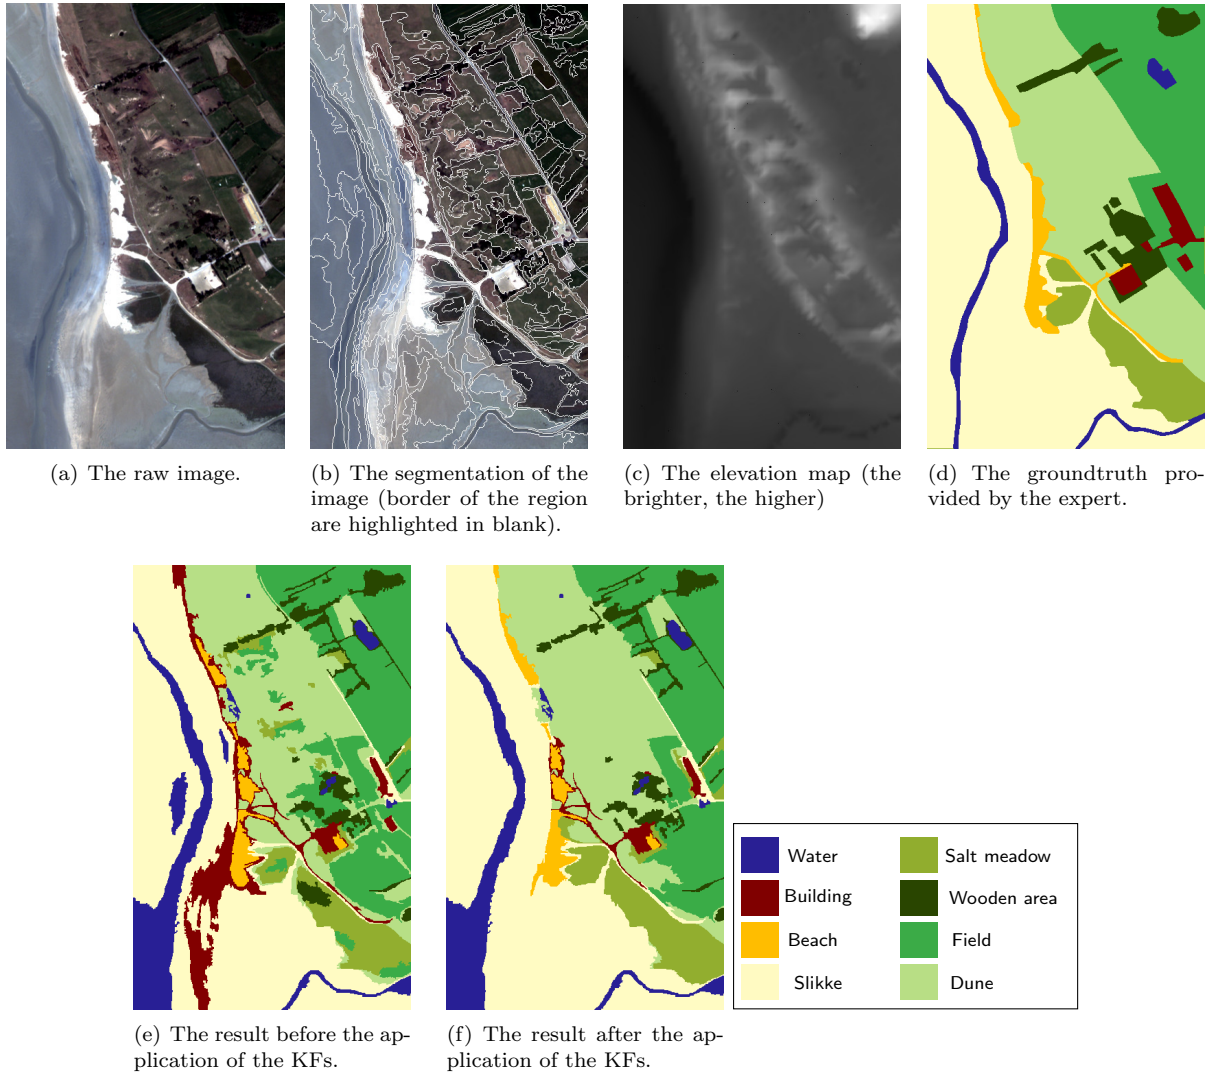 (a) The raw image.
(b) The segmentation of the
image (border of the region
are highlighted in blank).
(c) The elevation map (the
brighter, the higher)
(d) The groundtruth pro-
vided by the expert.
(e) The result before the ap-
plication of the KFs.
(f) The result after the ap-
plication of the KFs.
Water
Building
Beach
Slikke
Salt meadow
Wooden area
Field
Dune